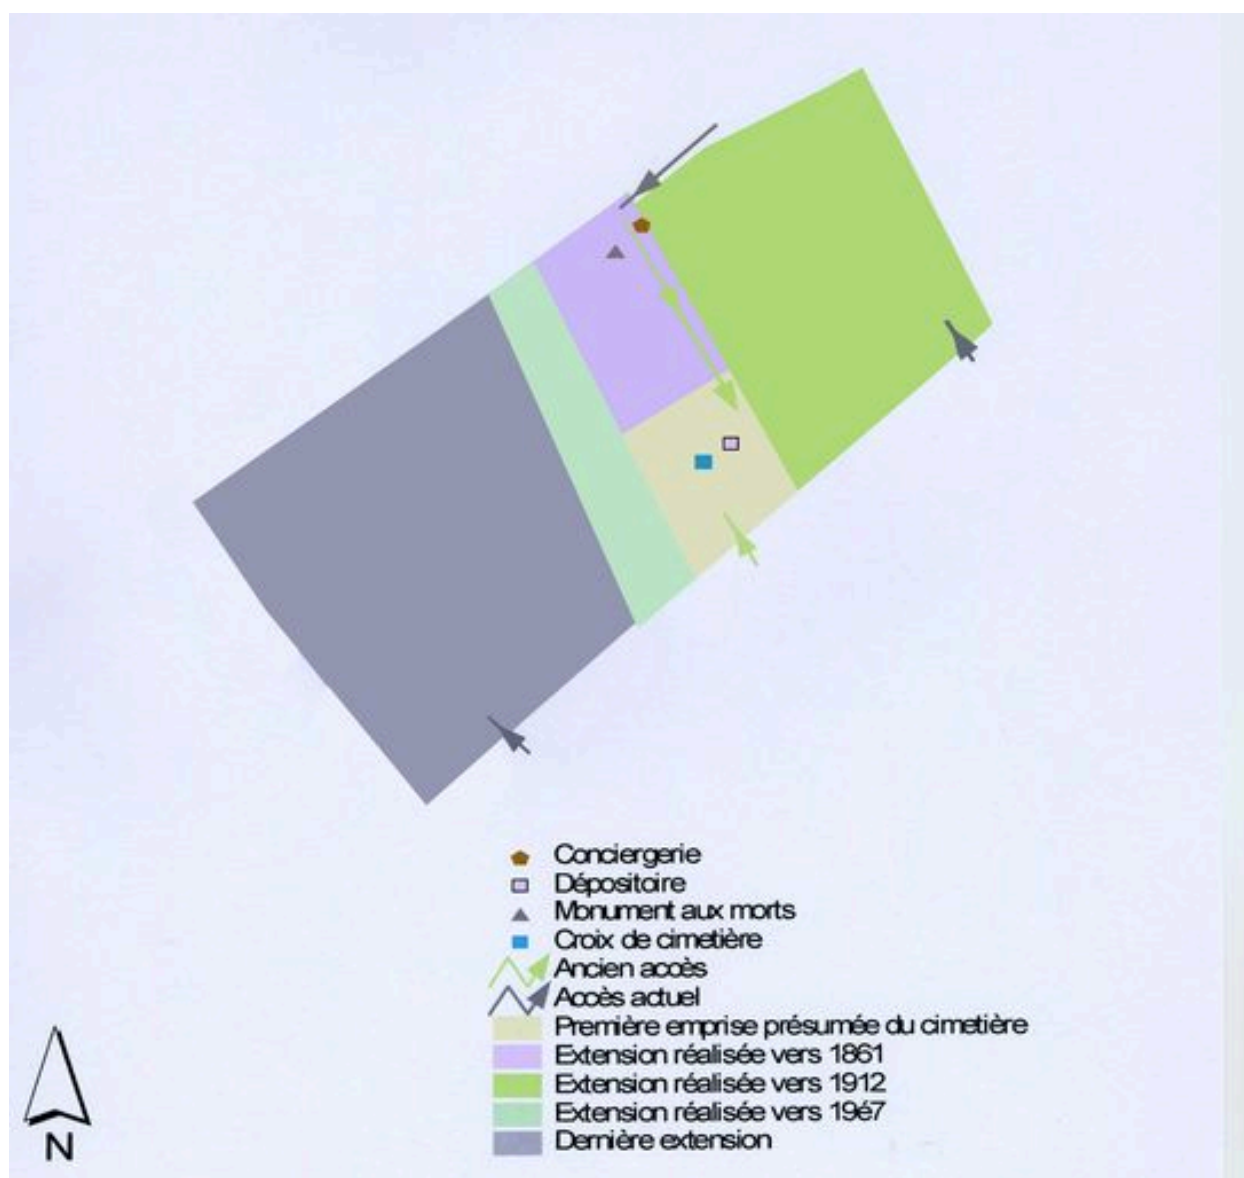 Conciergerie
Dépositoire
Monument aux morts
Croix de cimetière
Ancien accès
Accès actuel
Première emprise présumée du cimetière
Extension réalisée vers 1861
Extension réalisée vers 1912
Extension réalisée vers 19é7
Dernière extension
N